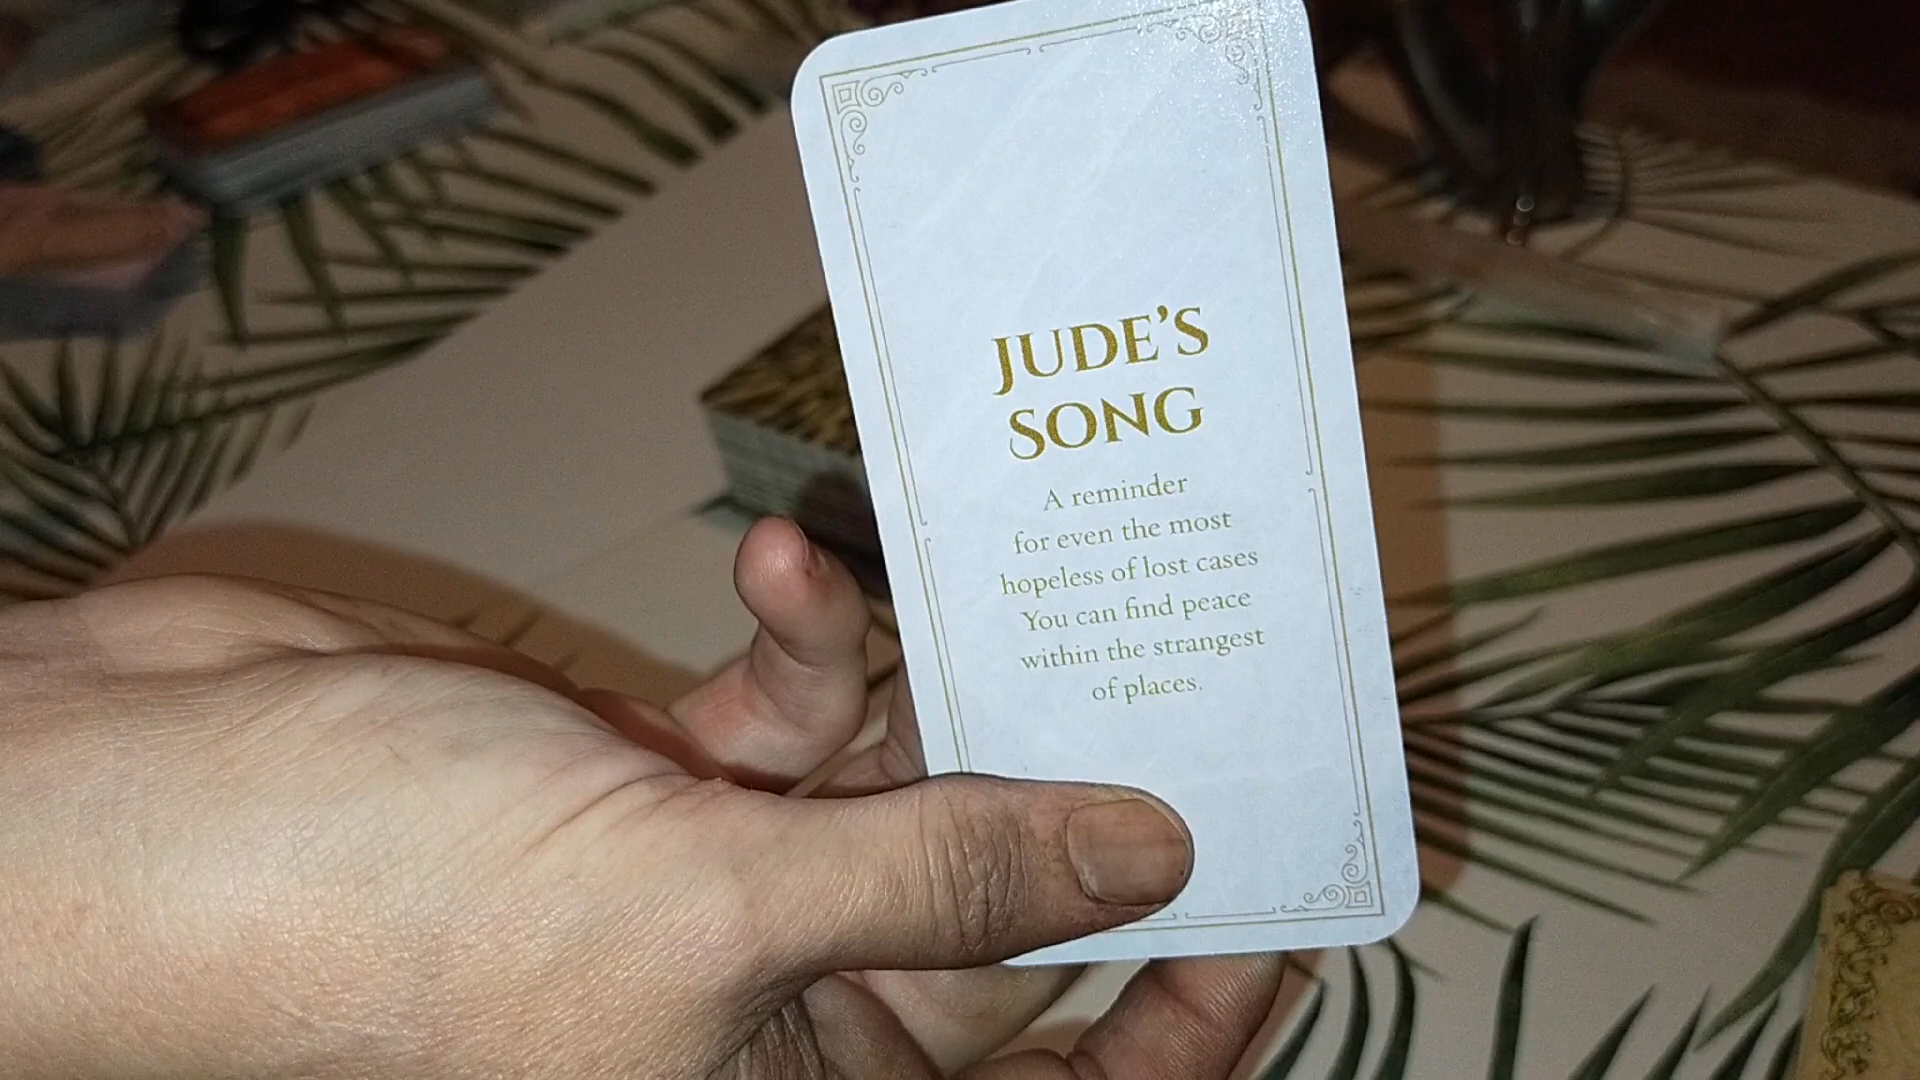 JUDE'S
SONG
A reminder
for even the most
hopeless of lost cases
You can find peace
within the strangest
of places.